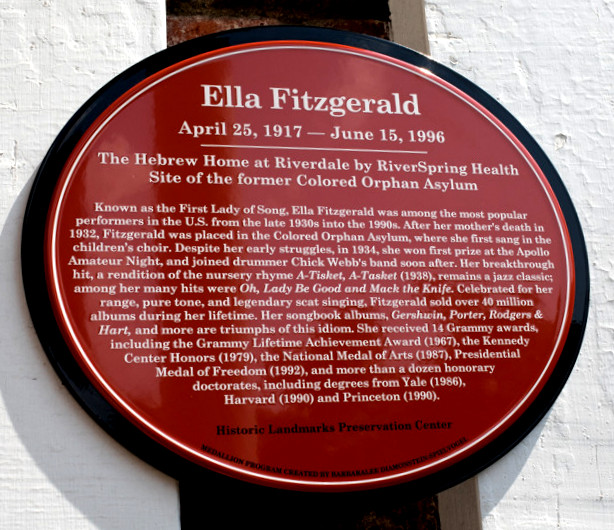 Ella Fitzgerald
April 25, 1917 — June 15, 1996
The Hebrew Home at Riverdale by RiverSpring Health
Site of the former Colored Orphan Asylum
Known as the First Lady of Song, Ella Fitzgerald was among the most popular
performers in the U.S. from the late 1930s into the 1990s. After her mother's death in
1932, Fitzgerald was placed in the Colored Orphan Asylum, where she first sang in the
children's choir. Despite her early struggles, in 1934, she won first prize at the Apollo
Amateur Night, and joined drummer Chick Webb's band soon after. Her breakthrough
hit, a rendition of the nursery rhyme A-Tisket, A-Tasket (1938), remains a jazz classic;
among her many hits were Oh, Lady Be Good and Mack the Knife. Celebrated for her
range, pure tone, and legendary scat singing, Fitzgerald sold over 40 million
albums during her lifetime. Her songbook albums, Gershwin, Porter, Rodgers &
Hart, and more are triumphs of this idiom. She received 14 Grammy awards,
including the Grammy Lifetime Achievement Award (1967), the Kennedy
Center Honors (1979), the National Medal of Arts (1987), Presidential
Medal of Freedom (1992), and more than a dozen honorary
doctorates, including degrees from Yale (1986),
Harvard (1990) and Princeton (1990).
Historic Landmarks Preservation Center
MEDALLION PROGRAM CREATED BY BARBARALEE DIAMONSTEIN-SPIELVOGEL